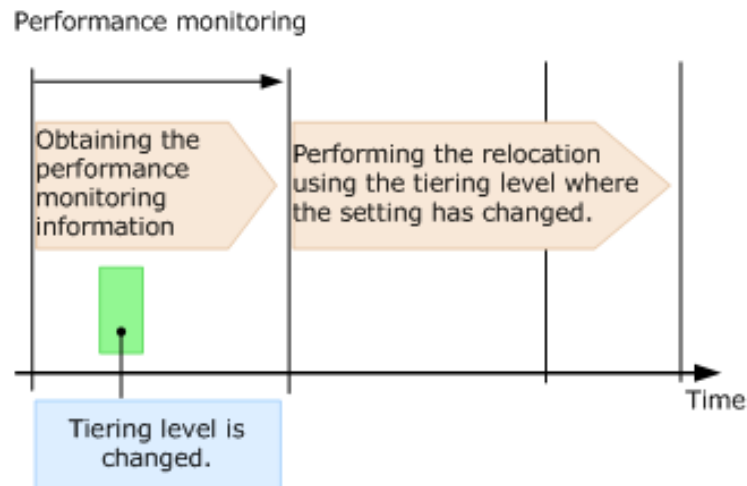 Performance monitoring
Obtaining the
performance
monitoring
information
Performing the relocation
using the tiering level where
the setting has changed.
Time
Tiering level is
changed.